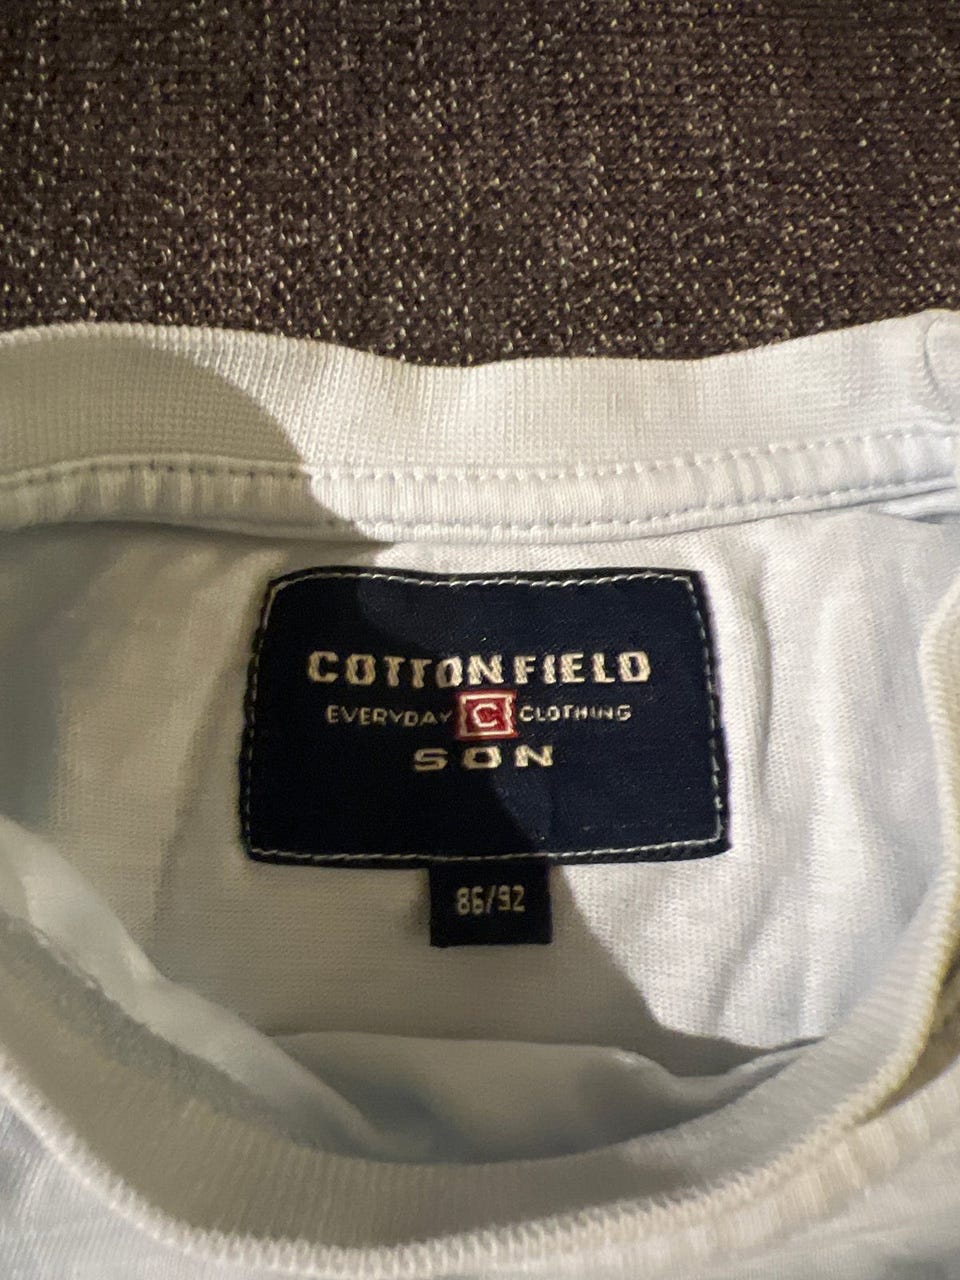 COTTONFIELD
EVERYDAY C CLOTHING
SON
86/92